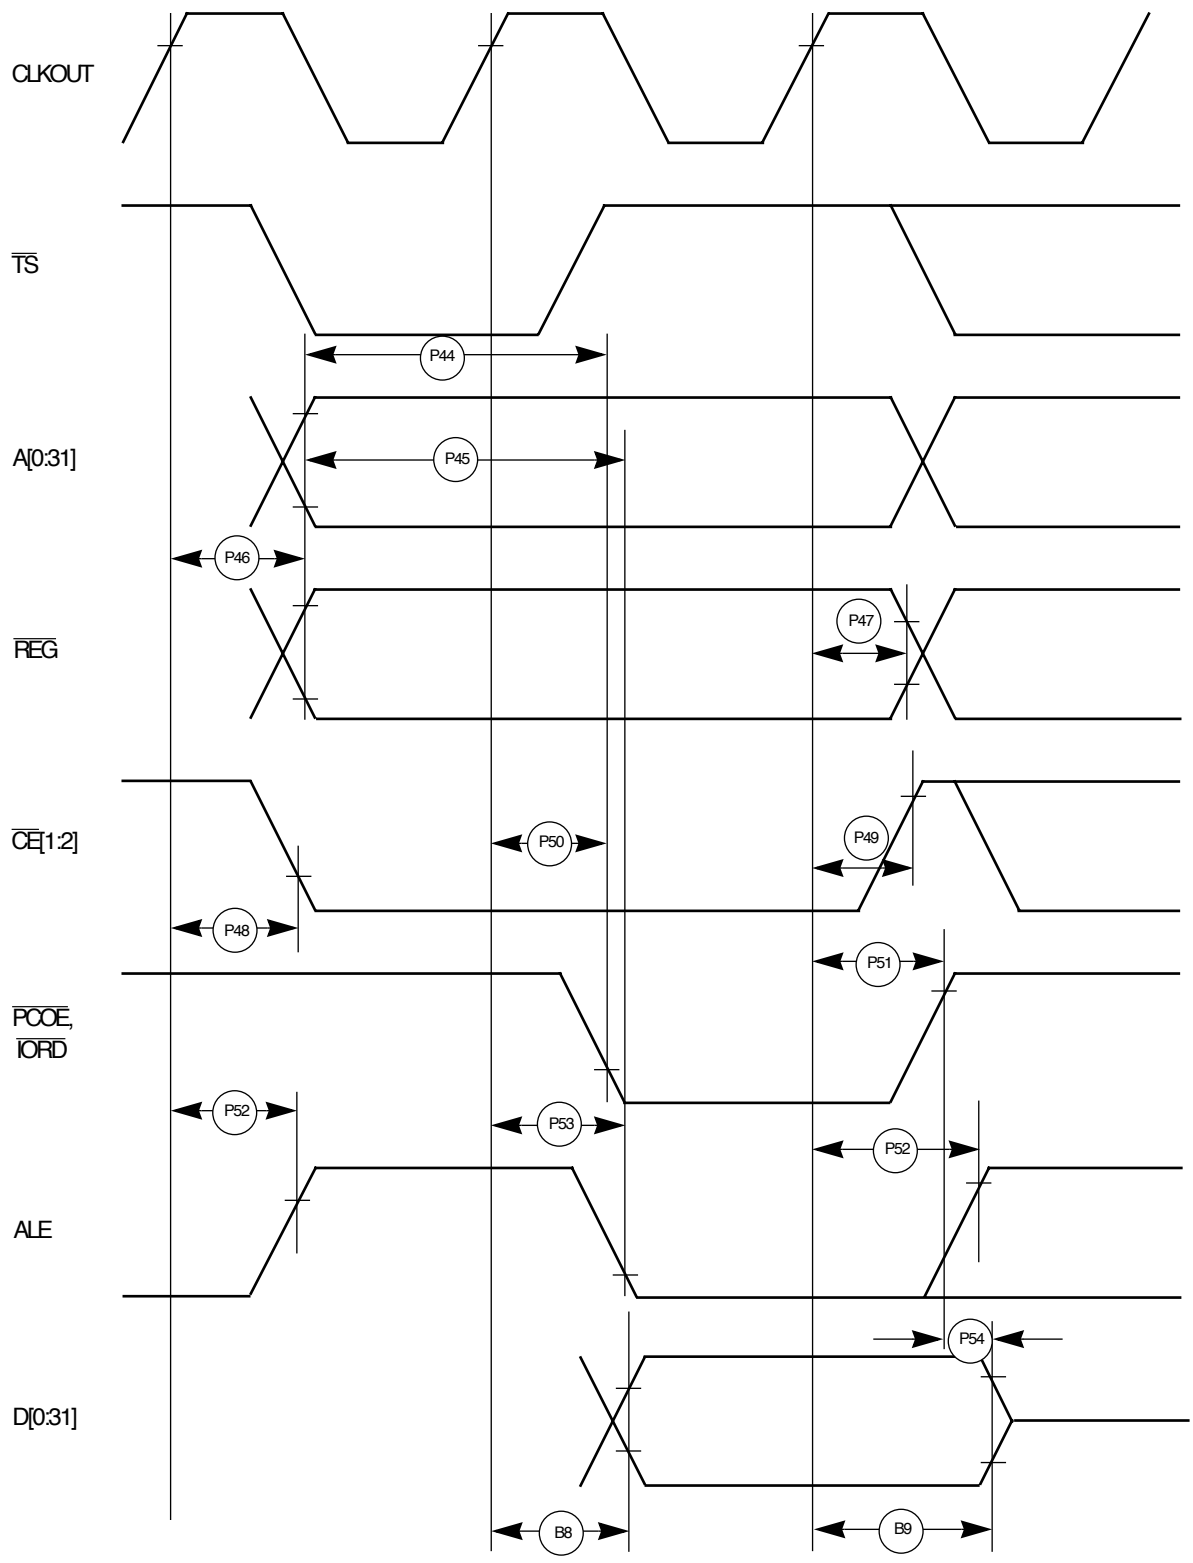 CLKOUT
TS
P44
A[0:31]
P45
P46
REG
P47
CE[1:2]
P50
P49
P48
P51
PCOE,
IORD
P52
P53
P52
ALE
P54
D[0:31]
B8
B9